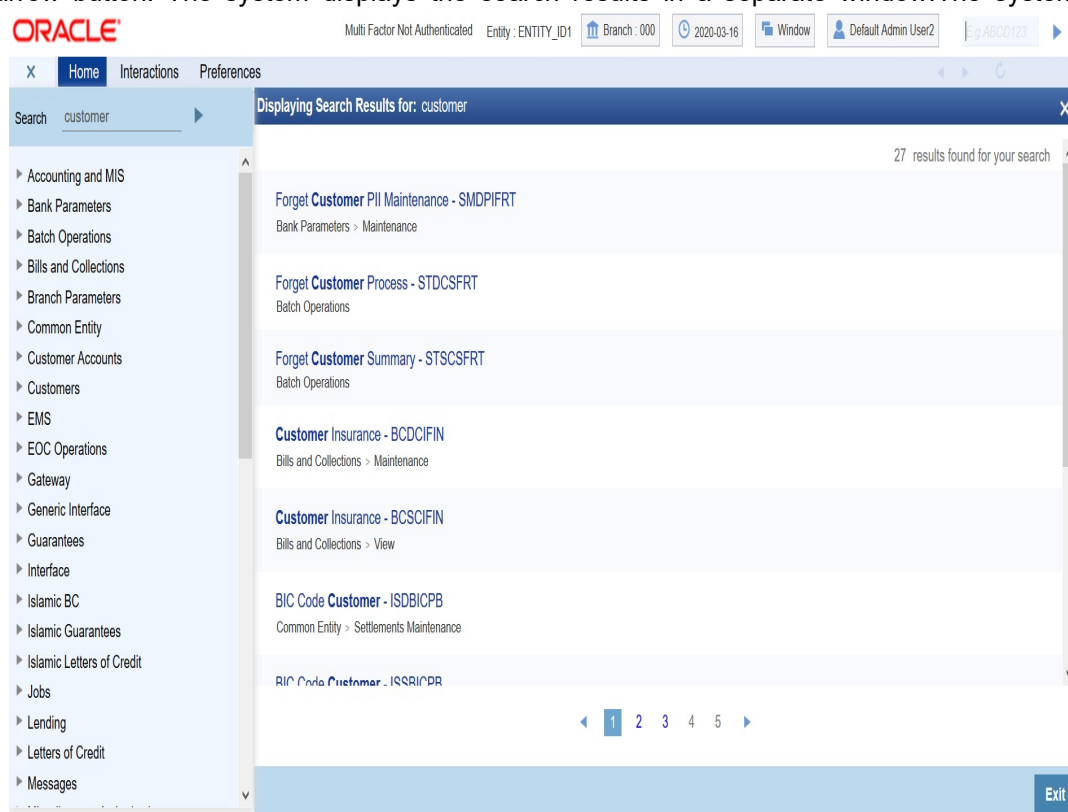 arrow button. The system displays the search results in a separate window.The system
ORACLE
Multi Factor Not Authenticated Entity : ENTITY_ID1 Branch : 000 2020-03-16 Window Default Admin User2 E.g.ABCD123
X Home Interactions Preferences
Search customer
Displaying Search Results for: customer X
27 results found for your search
Accounting and MIS
Bank Parameters
Batch Operations
Bills and Collections
Branch Parameters
Common Entity
Customer Accounts
Customers
EMS
EOC Operations
Gateway
Generic Interface
Guarantees
Interface
Islamic BC
Islamic Guarantees
Islamic Letters of Credit
Jobs
Lending
Letters of Credit
Messages
Forget Customer PII Maintenance - SMDPIFRT
Bank Parameters > Maintenance
Forget Customer Process - STDCSFRT
Batch Operations
Forget Customer Summary - STSCSFRT
Batch Operations
Customer Insurance - BCDCIFIN
Bills and Collections > Maintenance
Customer Insurance - BCSCIFIN
Bills and Collections > View
BIC Code Customer - ISDBICPB
Common Entity > Settlements Maintenance
BIC Code Customer - ISSBICPB
1 2 3 4 5
Exit